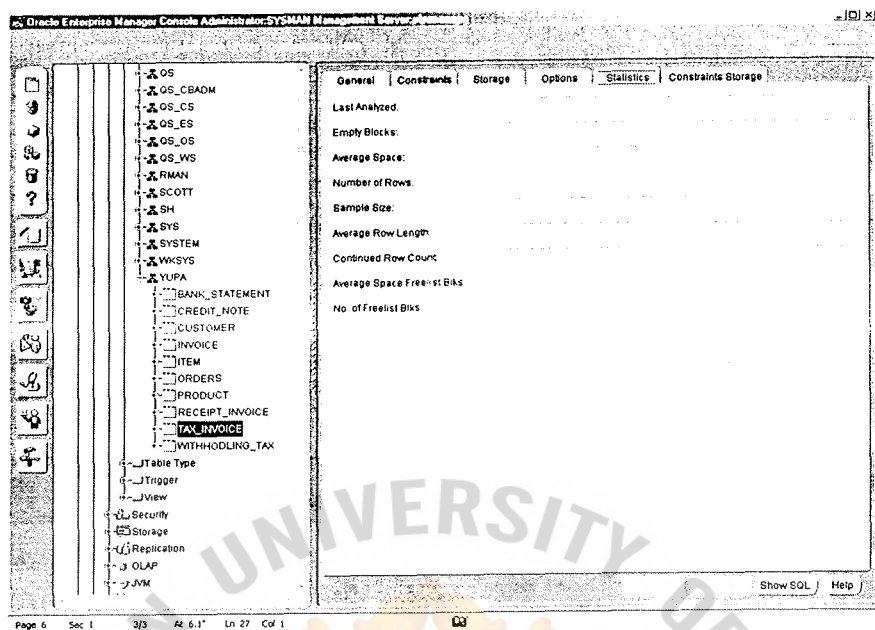 Oracle Enterprise Manager Console Administrator:SYSMAN Management Server
QS
QS_CBADM
QS_CS
QS_ES
QS_OS
QS_WS
RMAN
SCOTT
SH
SYS
SYSTEM
WKSYS
YUPA
BANK_STATEMENT
CREDIT_NOTE
CUSTOMER
INVOICE
ITEM
ORDERS
PRODUCT
RECEIPT_INVOICE
TAX_INVOICE
WITHHODLING_TAX
Table Type
Trigger
View
Security
Storage
Replication
OLAP
JVM
General Constraints Storage Options Statistics Constraints Storage
Last Analyzed:
Empty Blocks:
Average Space:
Number of Rows:
Sample Size:
Average Row Length:
Continued Row Count:
Average Space Freelist Blks
No. of Freelist Blks
Show SQL Help
Page 6 Sec 1 3/3 At 6.1" Ln 27 Col 1
UNIVERSITY